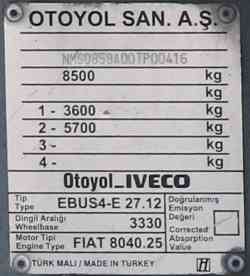 OTOYOL SAN. A.Ş.
8500 kg
kg
1 - 3600 kg
2 - 5700 kg
3 - kg
4 - kg
Otoyol_IVECO
Tip
Type EBUS4-E 27.12
Doğrulanmış
Emisyon
Değeri
Dingil Aralığı
Wheelbase 3330
Corrected
Absorption
Value
Motor Tipi
Engine Type FIAT 8040.25
TÜRK MALI / MADE IN TURKEY